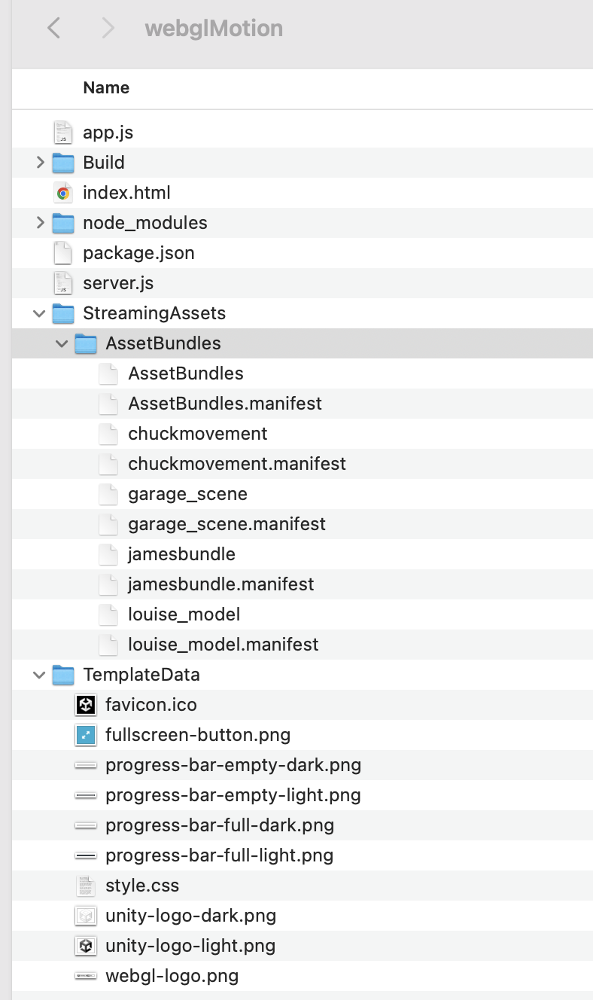 webglMotion
Name
app.js
Build
index.html
node_modules
package.json
server.js
StreamingAssets
AssetBundles
AssetBundles
AssetBundles.manifest
chuckmovement
chuckmovement.manifest
garage_scene
garage_scene.manifest
jamesbundle
jamesbundle.manifest
louise_model
louise_model.manifest
TemplateData
favicon.ico
fullscreen-button.png
progress-bar-empty-dark.png
progress-bar-empty-light.png
progress-bar-full-dark.png
progress-bar-full-light.png
style.css
unity-logo-dark.png
unity-logo-light.png
webgl-logo.png